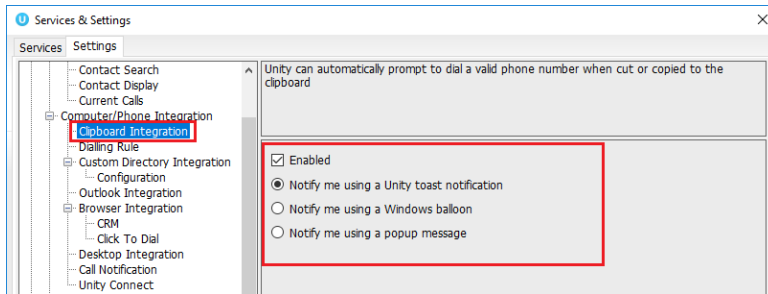 Services & Settings
Services Settings
Contact Search
Contact Display
Current Calls
Computer/Phone Integration
Clipboard Integration
Dialling Rule
Custom Directory Integration
Configuration
Outlook Integration
Browser Integration
CRM
Click To Dial
Desktop Integration
Call Notification
Unity Connect
Unity can automatically prompt to dial a valid phone number when cut or copied to the
clipboard
Enabled
Notify me using a Unity toast notification
Notify me using a Windows balloon
Notify me using a popup message